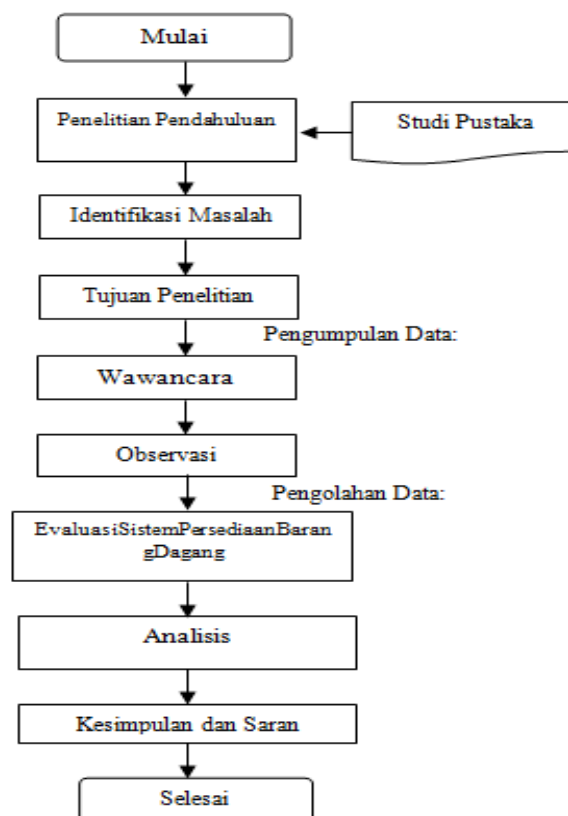 Mulai
Penelitian Pendahuluan
Studi Pustaka
Identifikasi Masalah
Tujuan Penelitian
Pengumpulan Data:
Wawancara
Observasi
Pengolahan Data:
EvaluasiSistemPersediaanBaran
gDagang
Analisis
Kesimpulan dan Saran
Selesai